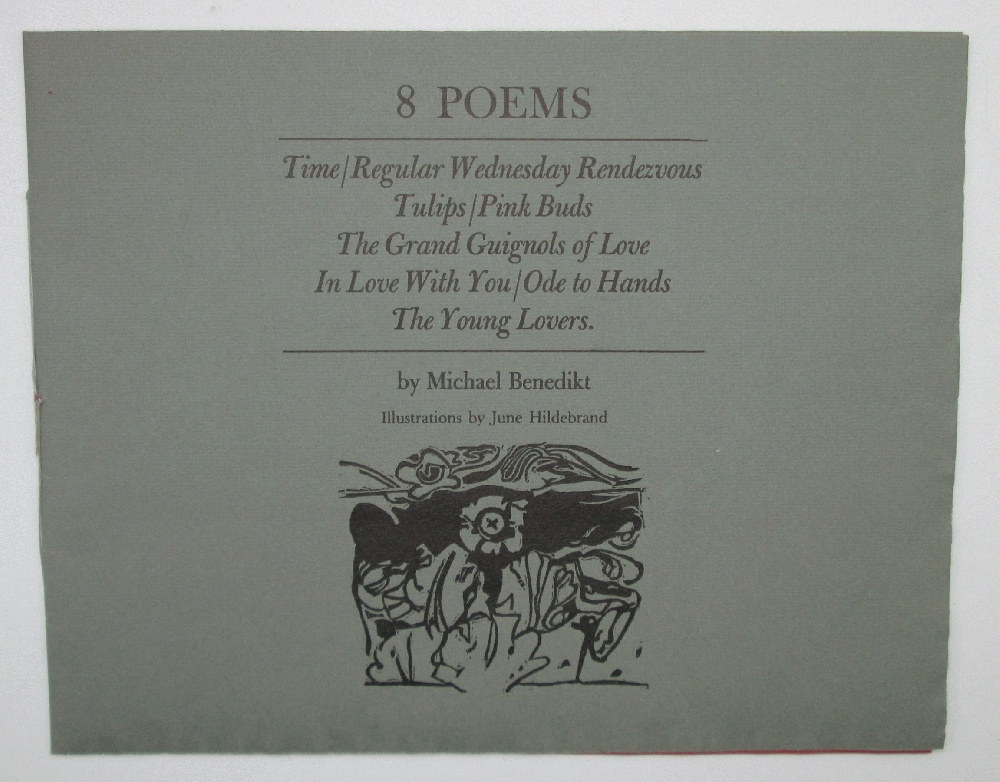 8 POEMS
Time/Regular Wednesday Rendezvous
Tulips/Pink Buds
The Grand Guignols of Love
In Love With You/Ode to Hands
The Young Lovers.
by Michael Benedikt
Illustrations by June Hildebrand